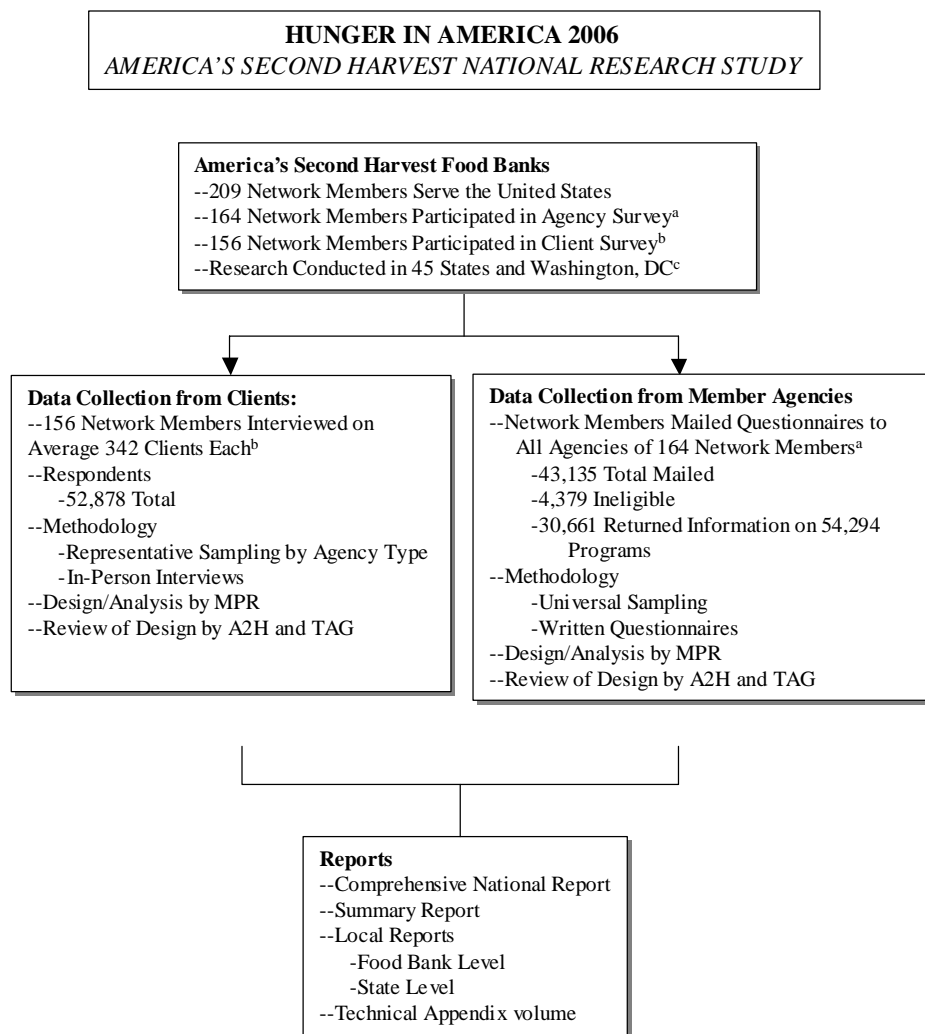 HUNGER IN AMERICA 2006
AMERICA'S SECOND HARVEST NATIONAL RESEARCH STUDY
America's Second Harvest Food Banks
--209 Network Members Serve the United States
--164 Network Members Participated in Agency Surveyᵃ
--156 Network Members Participated in Client Surveyᵇ
--Research Conducted in 45 States and Washington, DCᶜ
Data Collection from Clients:
--156 Network Members Interviewed on
Average 342 Clients Eachᵇ
--Respondents
-52,878 Total
--Methodology
-Representative Sampling by Agency Type
-In-Person Interviews
--Design/Analysis by MPR
--Review of Design by A2H and TAG
Data Collection from Member Agencies
--Network Members Mailed Questionnaires to
All Agencies of 164 Network Membersᵃ
-43,135 Total Mailed
-4,379 Ineligible
-30,661 Returned Information on 54,294
Programs
--Methodology
-Universal Sampling
-Written Questionnaires
--Design/Analysis by MPR
--Review of Design by A2H and TAG
Reports
--Comprehensive National Report
--Summary Report
--Local Reports
-Food Bank Level
-State Level
--Technical Appendix volume